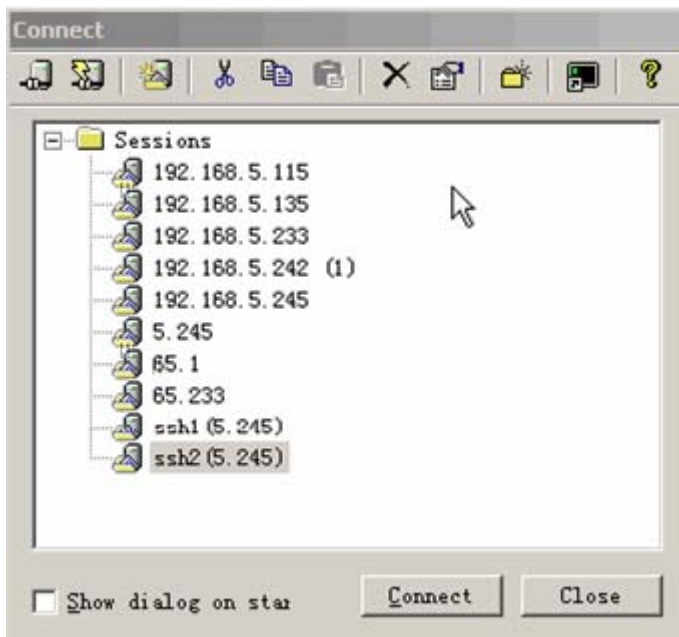 Connect
Sessions
192.168.5.115
192.168.5.135
192.168.5.233
192.168.5.242 (1)
192.168.5.245
5.245
65.1
65.233
ssh1(5.245)
ssh2(5.245)
Show dialog on star
Connect
Close